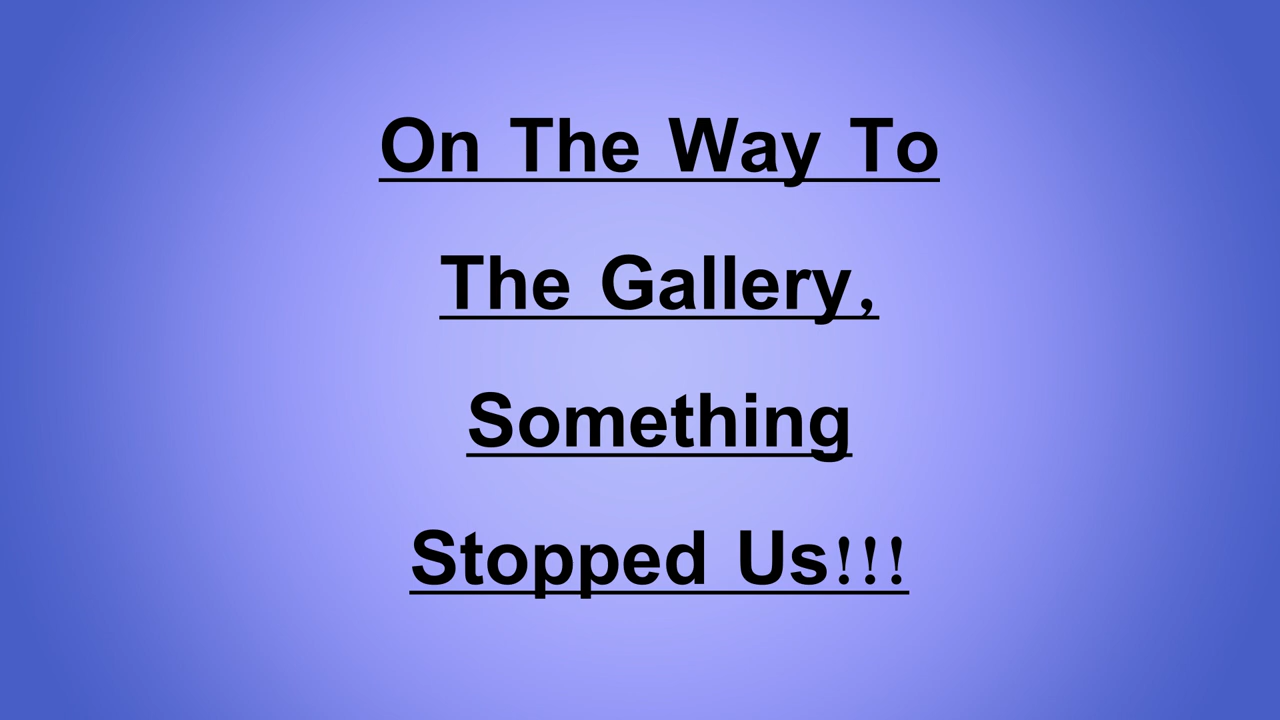 On The Way To
The Gallery,
Something
Stopped Us!!!